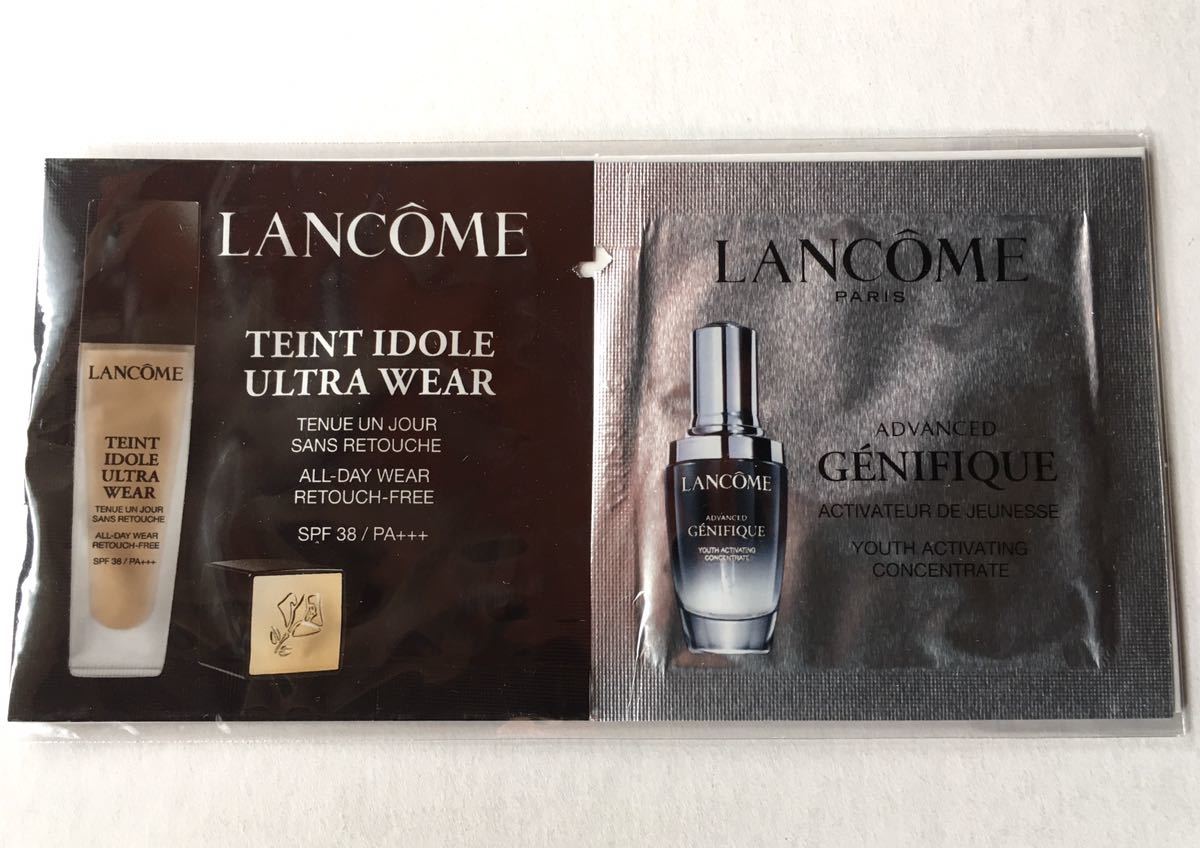 LANCÔME
TEINT IDOLE
ULTRA WEAR
TENUE UN JOUR
SANS RETOUCHE
ALL-DAY WEAR
RETOUCH-FREE
SPF 38 / PA+++
LANCÔME
TEINT
IDOLE
ULTRA
WEAR
TENUE UN JOUR
SANS RETOUCHE
ALL-DAY WEAR
RETOUCH-FREE
SPF 38 / PA+++
LANCÔME
PARIS
ADVANCED
GÉNIFIQUE
ACTIVATEUR DE JEUNESSE
YOUTH ACTIVATING
CONCENTRATE
LANCÔME
ADVANCED
GÉNIFIQUE
YOUTH ACTIVATING
CONCENTRATE